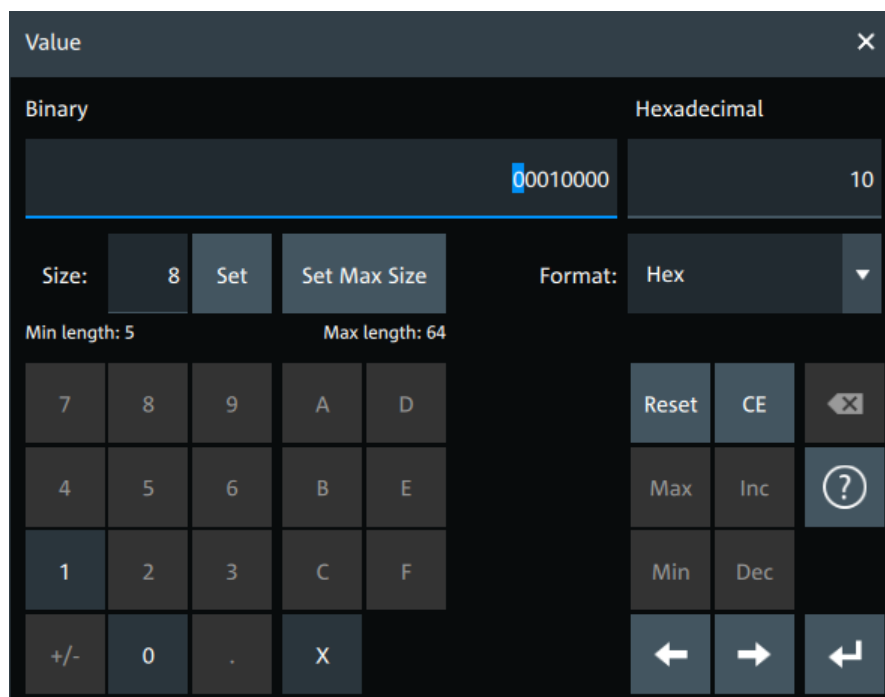 Value ×
Binary Hexadecimal
00010000 10
Size: 8 Set Set Max Size Format: Hex
Min length: 5 Max length: 64
7 8 9 A D Reset CE
4 5 6 B E Max Inc ?
1 2 3 C F Min Dec
+/- 0 . X